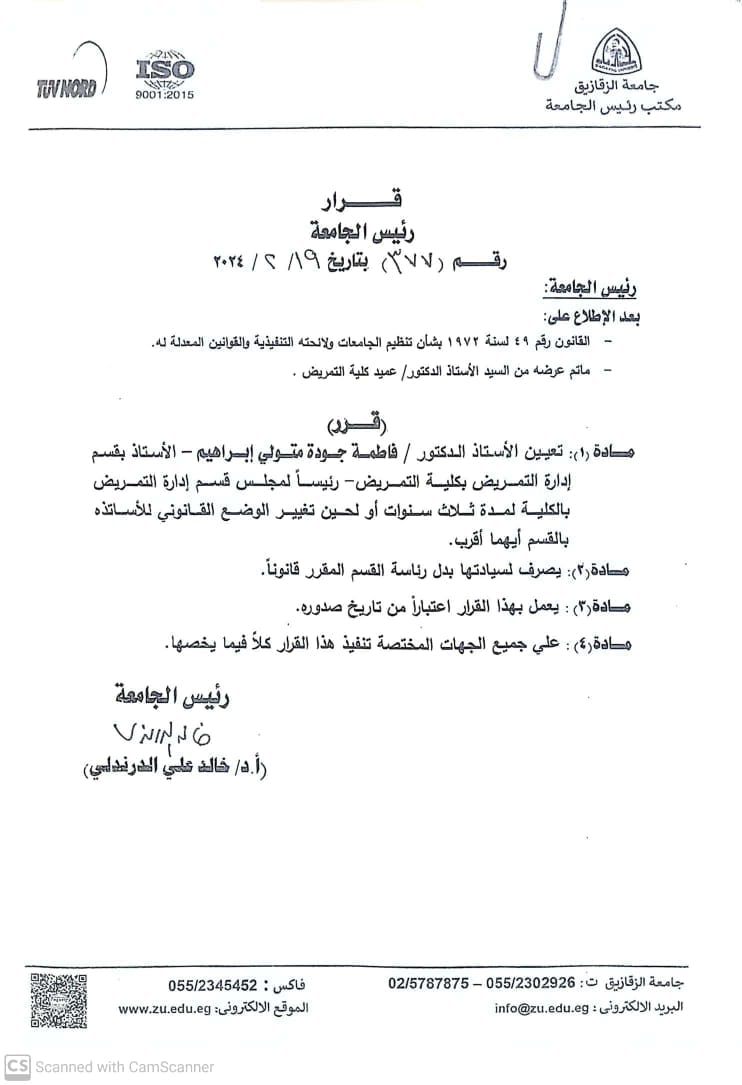 TÜV NORD
ISO
9001:2015
جامعة الزقازيق
مكتب رئيس الجامعة
قـــرار
رئيس الجامعة
رقـــم (٣٧٧) بتاريخ ١٩/ ٢ / ٢٠٢٤
رئيس الجامعة:
بعد الإطلاع على:
– القانون رقم ٤٩ لسنة ١٩٧٢ بشأن تنظيم الجامعات ولائحته التنفيذية والقوانين المعدلة له.
– ماتم عرضه من السيد الأستاذ الدكتور/ عميد كلية التمريض .
(قـــرر)
مــادة (١): تعيين الأستاذ الدكتور / فاطمة جودة متولي إبراهيم – الأستاذ بقسم
إدارة التمريض بكلية التمريض– رئيساً لمجلس قسم إدارة التمريض
بالكلية لمدة ثلاث سنوات أو لحين تغيير الوضع القانوني للأساتذه
بالقسم أيهما أقرب.
مــادة(٢): يصرف لسيادتها بدل رئاسة القسم المقرر قانوناً.
مــادة(٣): يعمل بهذا القرار اعتباراً من تاريخ صدوره.
مــادة(٤): علي جميع الجهات المختصة تنفيذ هذا القرار كلاً فيما يخصها.
رئيس الجامعة
(أ.د/ خالد علي الدرندلي)
جامعة الزقازيق ت: 055/2302926 – 02/5787875
فاكس : 055/2345452
البريد الالكترونى : info@zu.edu.eg
الموقع الالكترونى: www.zu.edu.eg
CS Scanned with CamScanner